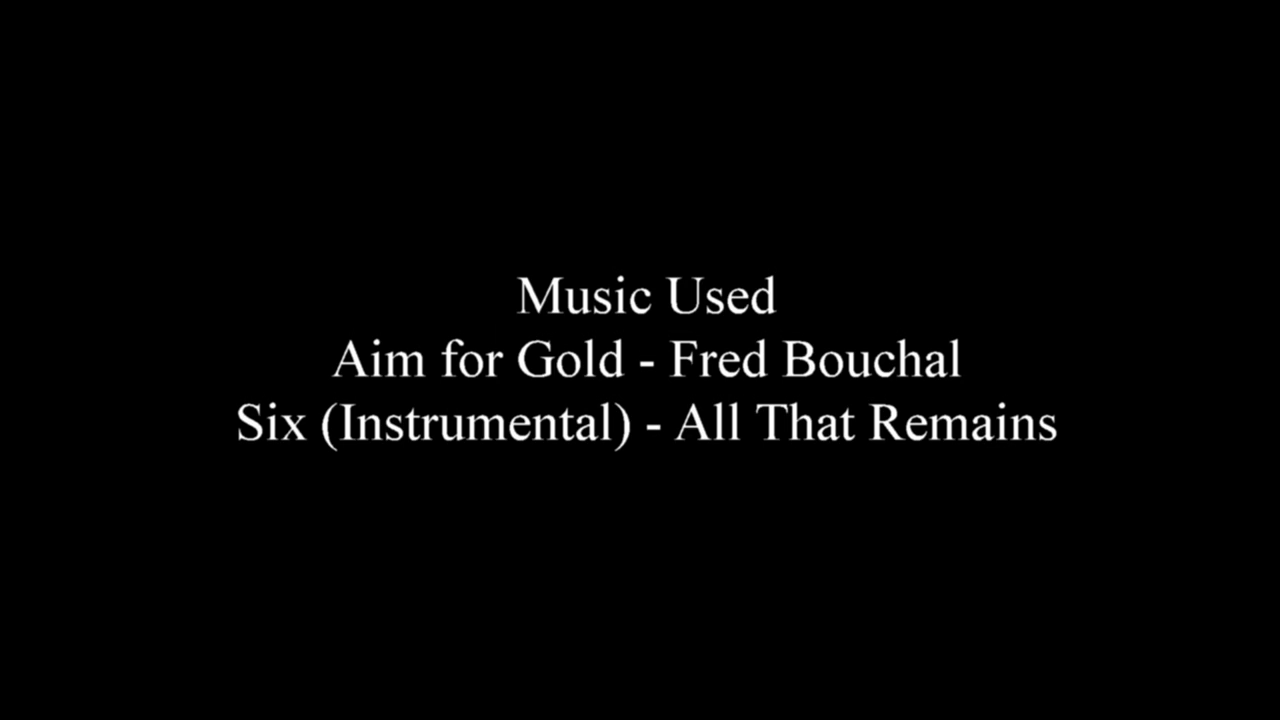 Music Used
Aim for Gold - Fred Bouchal
Six (Instrumental) - All That Remains